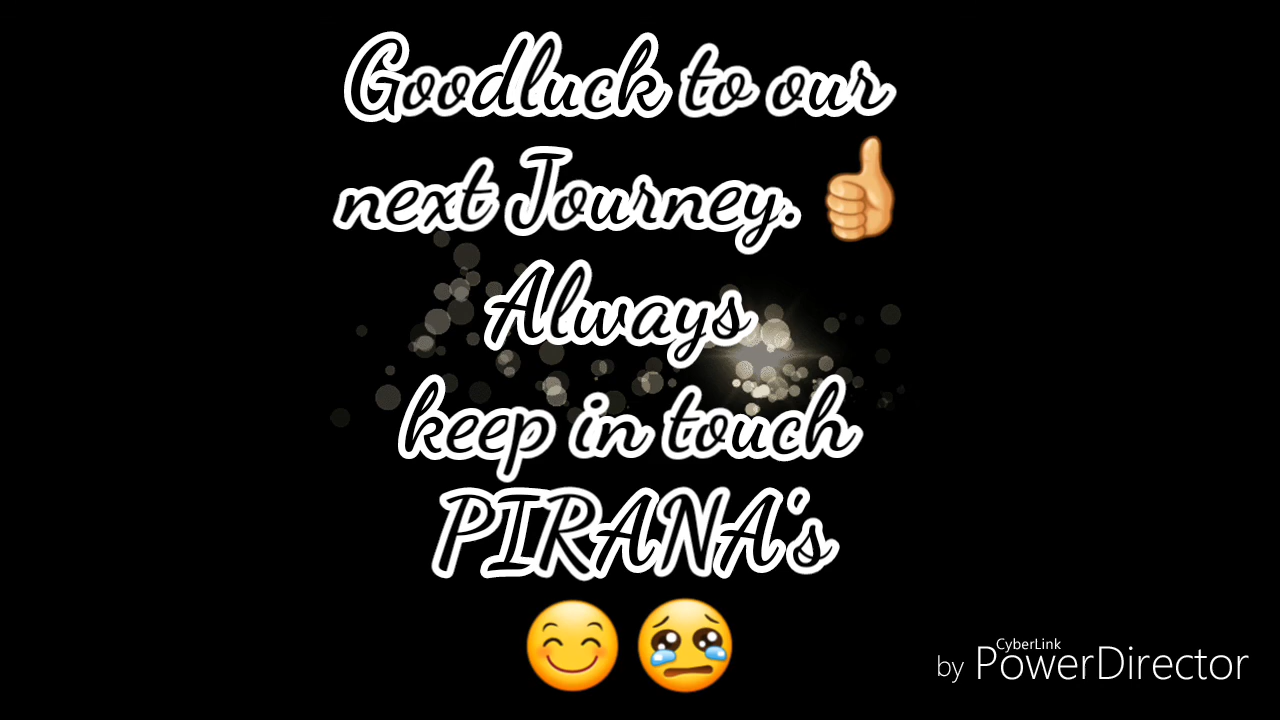 Goodluck to our
next Journey. 👍
Always
keep in touch
PIRANA's
😊 😢
CyberLink
by PowerDirector